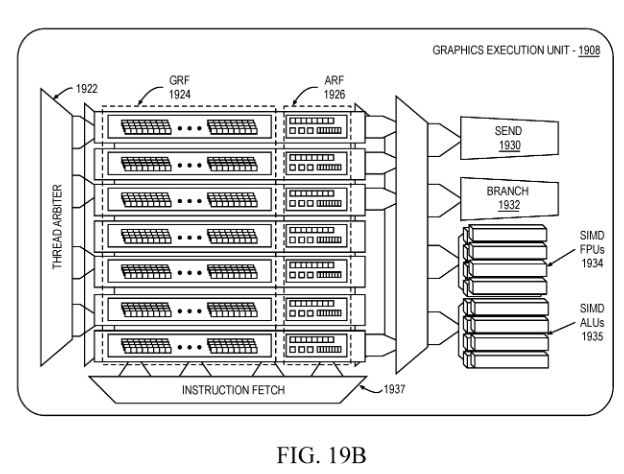 GRAPHICS EXECUTION UNIT - 1908
1922
GRF
1924
ARF
1926
THREAD ARBITER
SEND
1930
BRANCH
1932
SIMD
FPUs
1934
SIMD
ALUs
1935
INSTRUCTION FETCH
1937
FIG. 19B